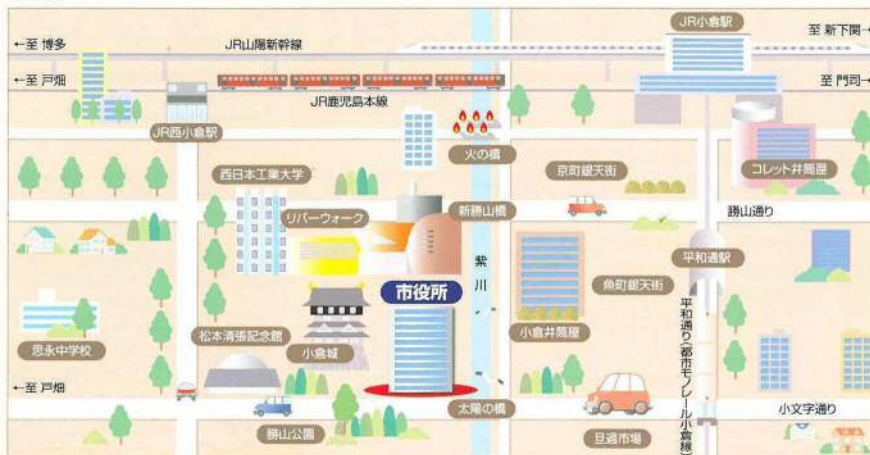 JR小倉駅
←至 博多
JR山陽新幹線
至 新下関→
←至 戸畑
JR鹿児島本線
至 門司→
JR西小倉駅
火の橋
西日本工業大学
京町銀天街
コレット井筒屋
リバーウォーク
新勝山橋
勝山通り
紫川
平和通駅
市役所
魚町銀天街
小倉井筒屋
思永中学校
松本清張記念館
小倉城
平和通り(都市モノレール小倉線)
←至 戸畑
太陽の橋
小文字通り
勝山公園
旦過市場